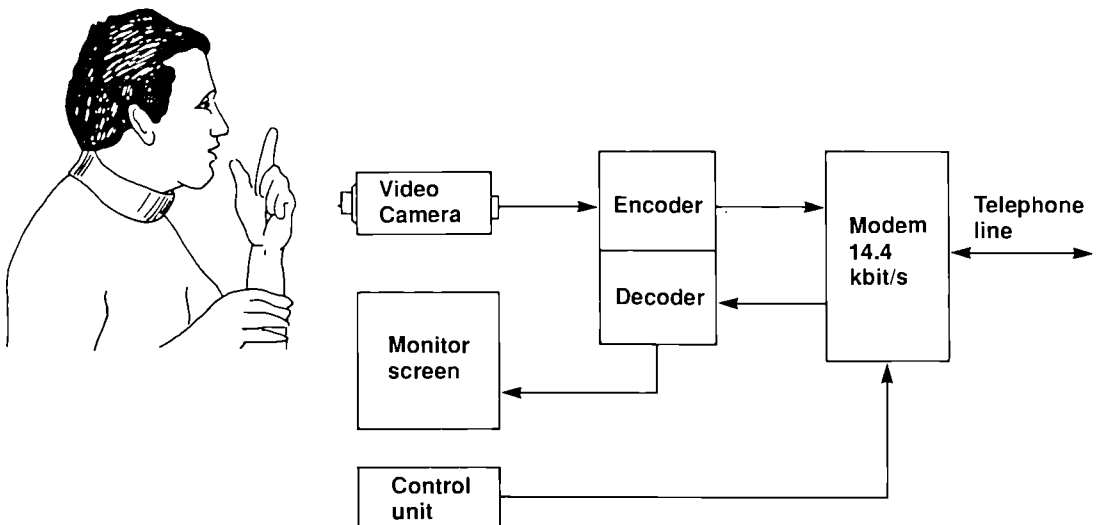 Video
Camera
Encoder
Decoder
Modem
14.4
kbit/s
Telephone
line
Monitor
screen
Control
unit